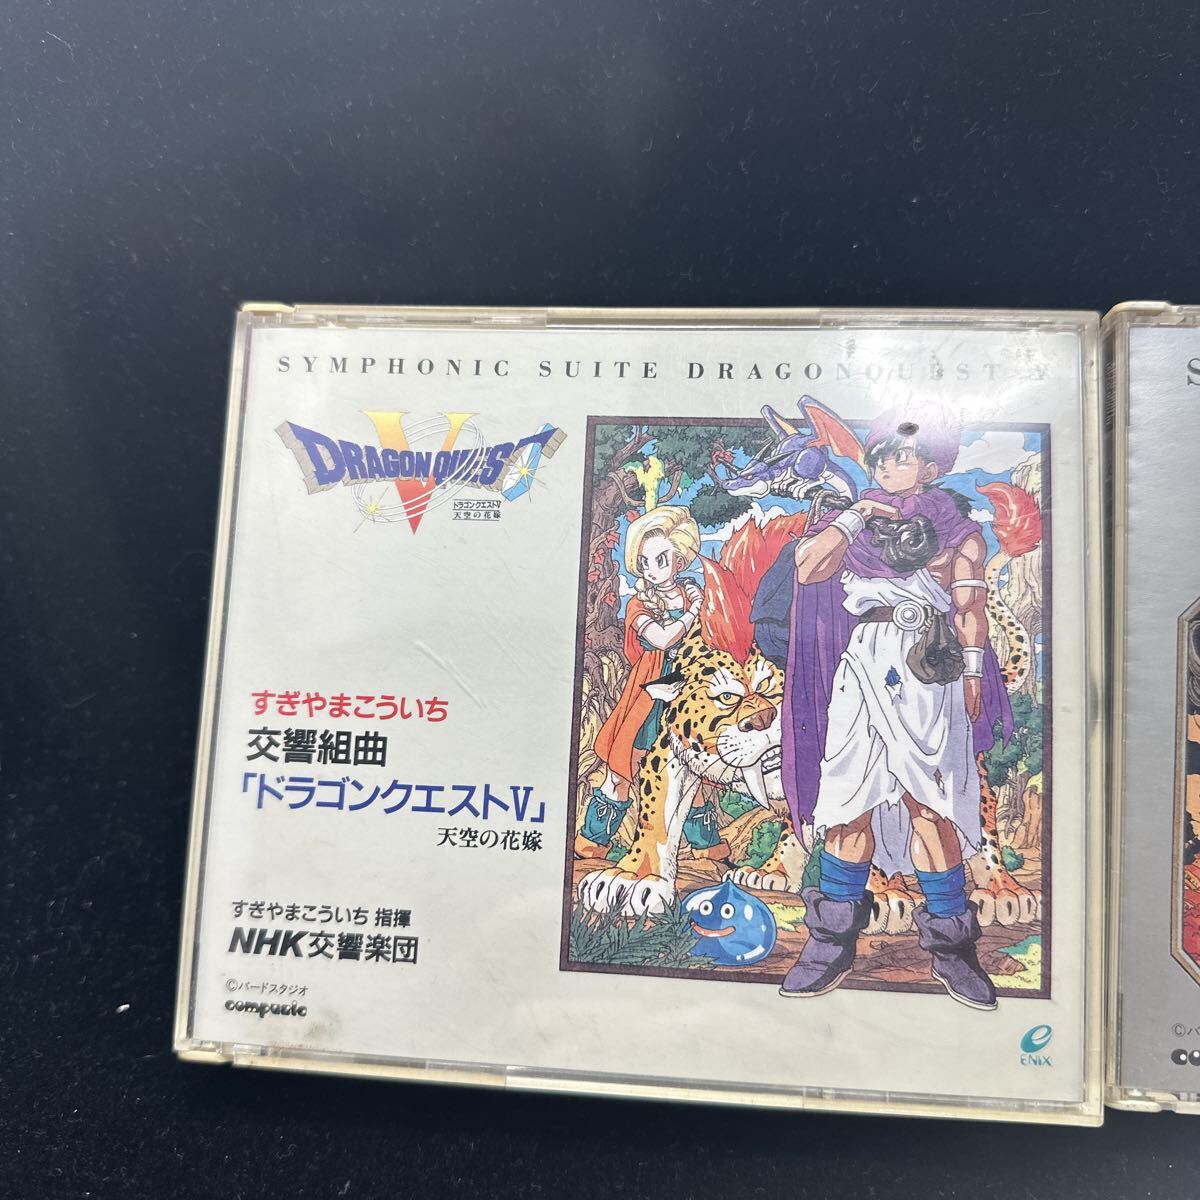 SYMPHONIC SUITE DRAGONQUEST V
DRAGON QUEST
V
ドラゴンクエストV
天空の花嫁
すぎやまこういち
交響組曲
「ドラゴンクエストV」
天空の花嫁
すぎやまこういち 指揮
NHK交響楽団
©バードスタジオ
compusic
ENIX
S
©バ